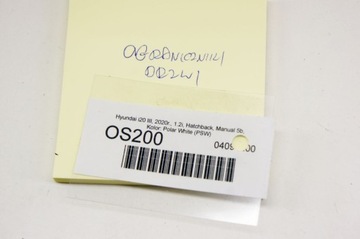 OGRANICZNIKI
DRZWI
Hyundai i20 III, 2020r., 1.2i, Hatchback, Manual 5b,
Kolor: Polar White (PSW)
OS200